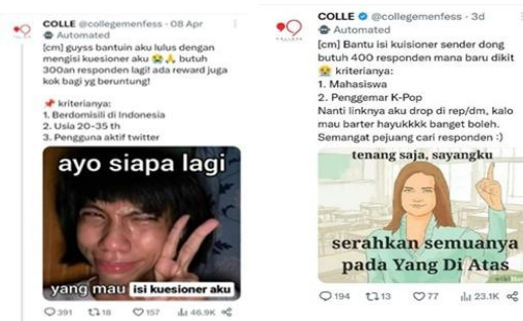 COLLE @collegemenfess · 08 Apr
Automated
[cm] guyss bantuin aku lulus dengan
mengisi kuesioner aku 😭🙏 butuh
300an responden lagi! ada reward juga
kok bagi yg beruntung!
📌 kriterianya:
1. Berdomisili di Indonesia
2. Usia 20-35 th
3. Pengguna aktif twitter
ayo siapa lagi
yang mau isi kuesioner aku
391 18 157 46.9K
COLLE @collegemenfess · 3d
Automated
[cm] Bantu isi kuisioner sender dong
butuh 400 responden mana baru dikit
😭 kriterianya:
1. Mahasiswa
2. Penggemar K-Pop
Nanti linknya aku drop di rep/dm, kalo
mau barter hayukkkk banget boleh.
Semangat pejuang cari responden :)
tenang saja, sayangku
serahkan semuanya
pada Yang Di Atas
194 13 77 23.1K